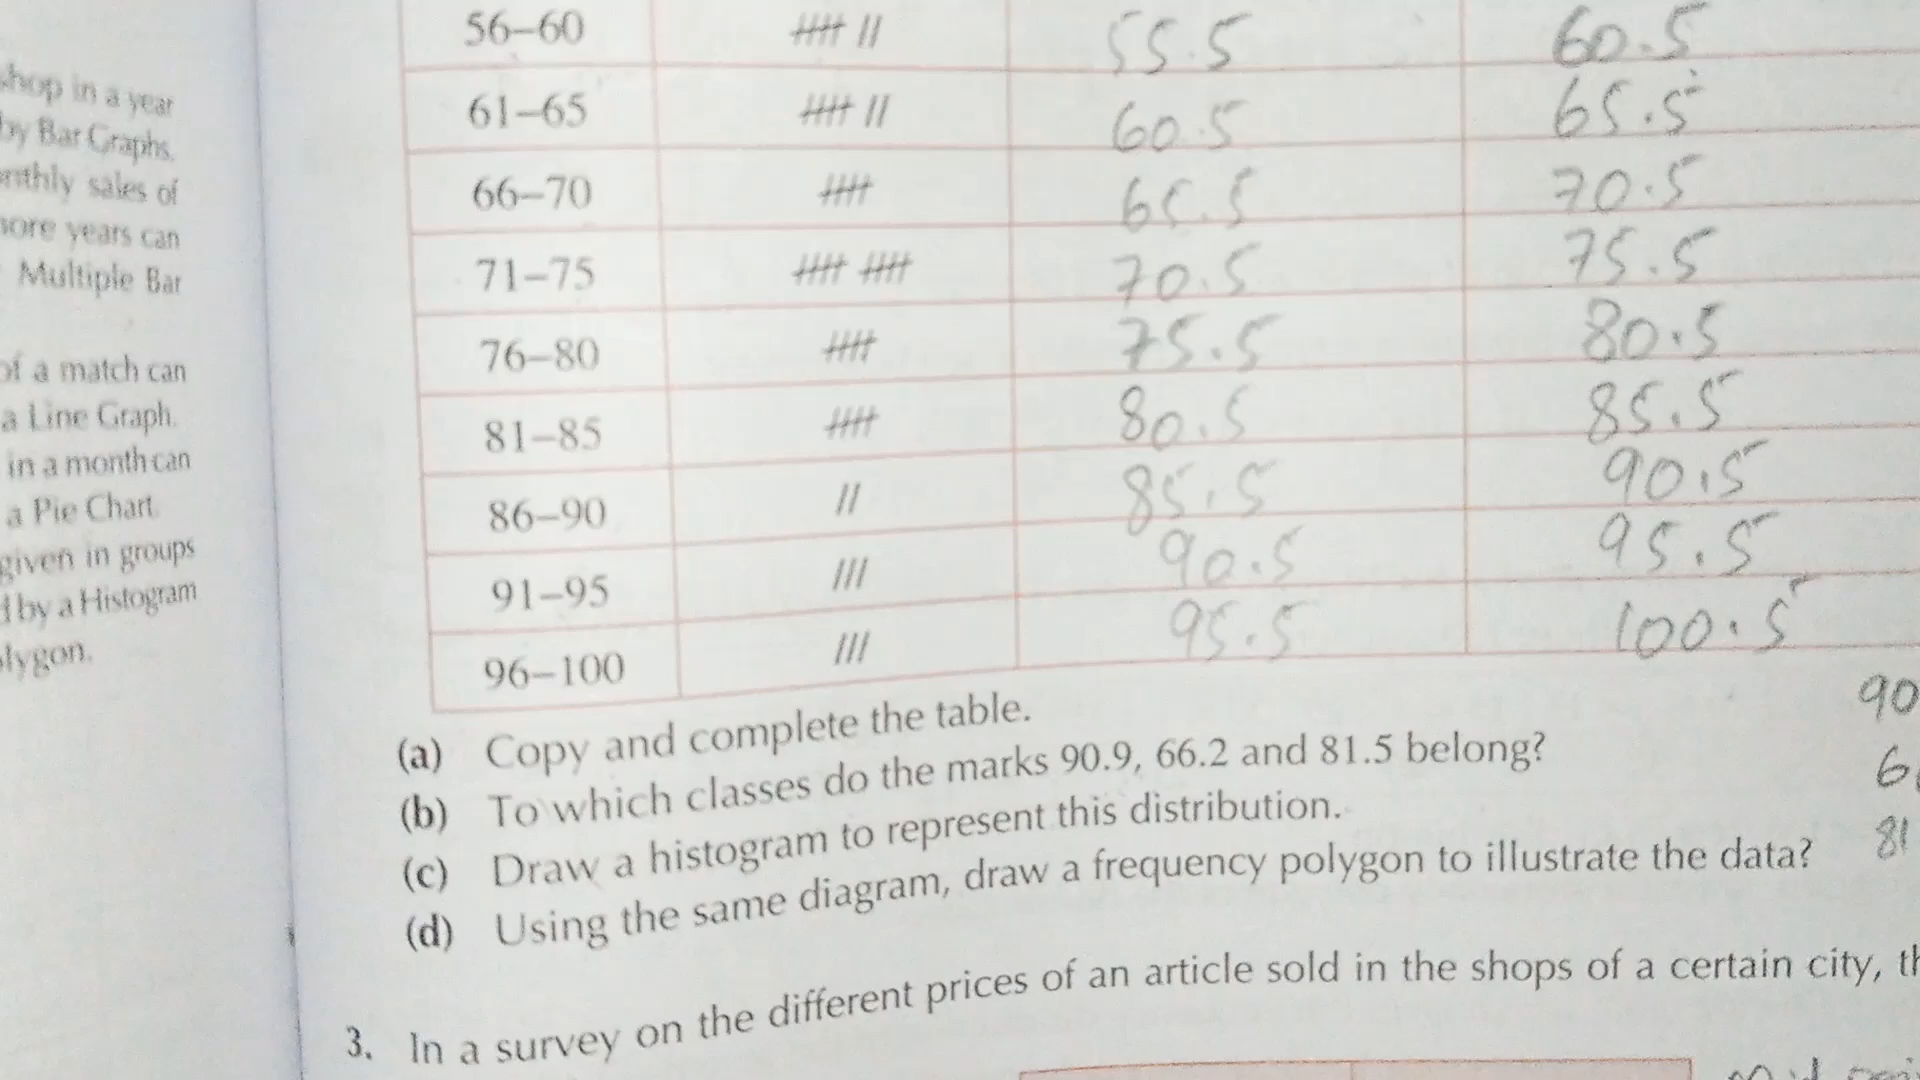 56–60 55.5 60.5
61–65 60.5 65.5
66–70 65.5 70.5
71–75 70.5 75.5
76–80 75.5 80.5
81–85 80.5 85.5
86–90 85.5 90.5
91–95 90.5 95.5
96–100 95.5 100.5
(a) Copy and complete the table.
(b) To which classes do the marks 90.9, 66.2 and 81.5 belong?
(c) Draw a histogram to represent this distribution.
(d) Using the same diagram, draw a frequency polygon to illustrate the data?
3. In a survey on the different prices of an article sold in the shops of a certain city,
90
81
in a year
by Bar Graphs.
sales of
years can
Multiple Bar
of a match can
a Line Graph.
in a month can
a Pie Chart.
given in groups
by a Histogram